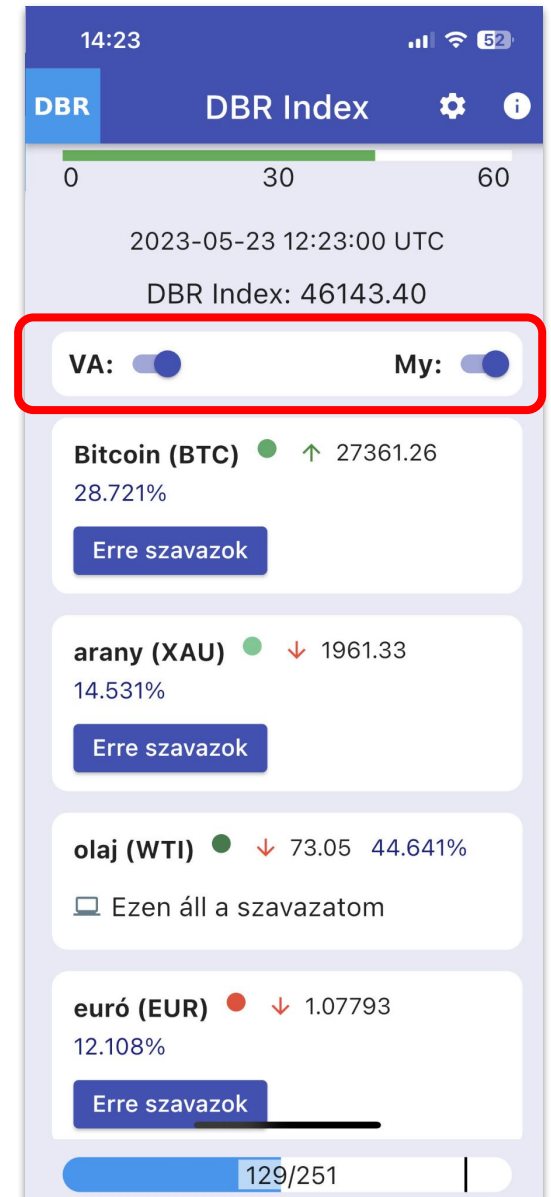 14:23 52
DBR DBR Index
0 30 60
2023-05-23 12:23:00 UTC
DBR Index: 46143.40
VA: My:
Bitcoin (BTC) ↑ 27361.26
28.721%
Erre szavazok
arany (XAU) ↓ 1961.33
14.531%
Erre szavazok
olaj (WTI) ↓ 73.05 44.641%
Ezen áll a szavazatom
euró (EUR) ↓ 1.07793
12.108%
Erre szavazok
129/251